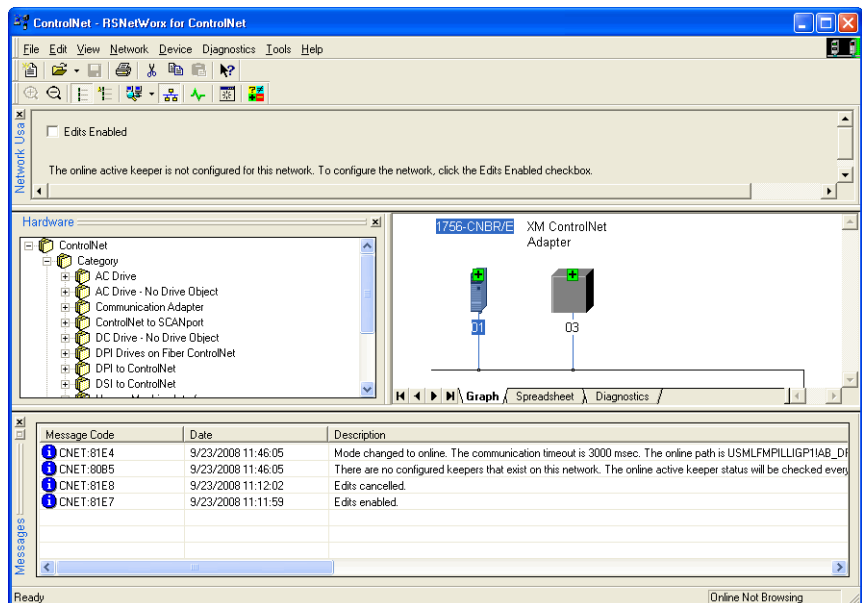 ControlNet - RSNetWorx for ControlNet
File Edit View Network Device Diagnostics Tools Help
Network Usa
Edits Enabled
The online active keeper is not configured for this network. To configure the network, click the Edits Enabled checkbox.
Hardware
ControlNet
Category
AC Drive
AC Drive - No Drive Object
Communication Adapter
ControlNet to SCANport
DC Drive - No Drive Object
DPI Drives on Fiber ControlNet
DPI to ControlNet
DSI to ControlNet
1756-CNBR/E
XM ControlNet
Adapter
01
03
Graph Spreadsheet Diagnostics
Messages
Message Code Date Description
CNET:81E4 9/23/2008 11:46:05 Mode changed to online. The communication timeout is 3000 msec. The online path is USMLFMPILLIGP1!AB_DF
CNET:80B5 9/23/2008 11:46:05 There are no configured keepers that exist on this network. The online active keeper status will be checked every
CNET:81E8 9/23/2008 11:12:02 Edits cancelled.
CNET:81E7 9/23/2008 11:11:59 Edits enabled.
Ready
Online Not Browsing